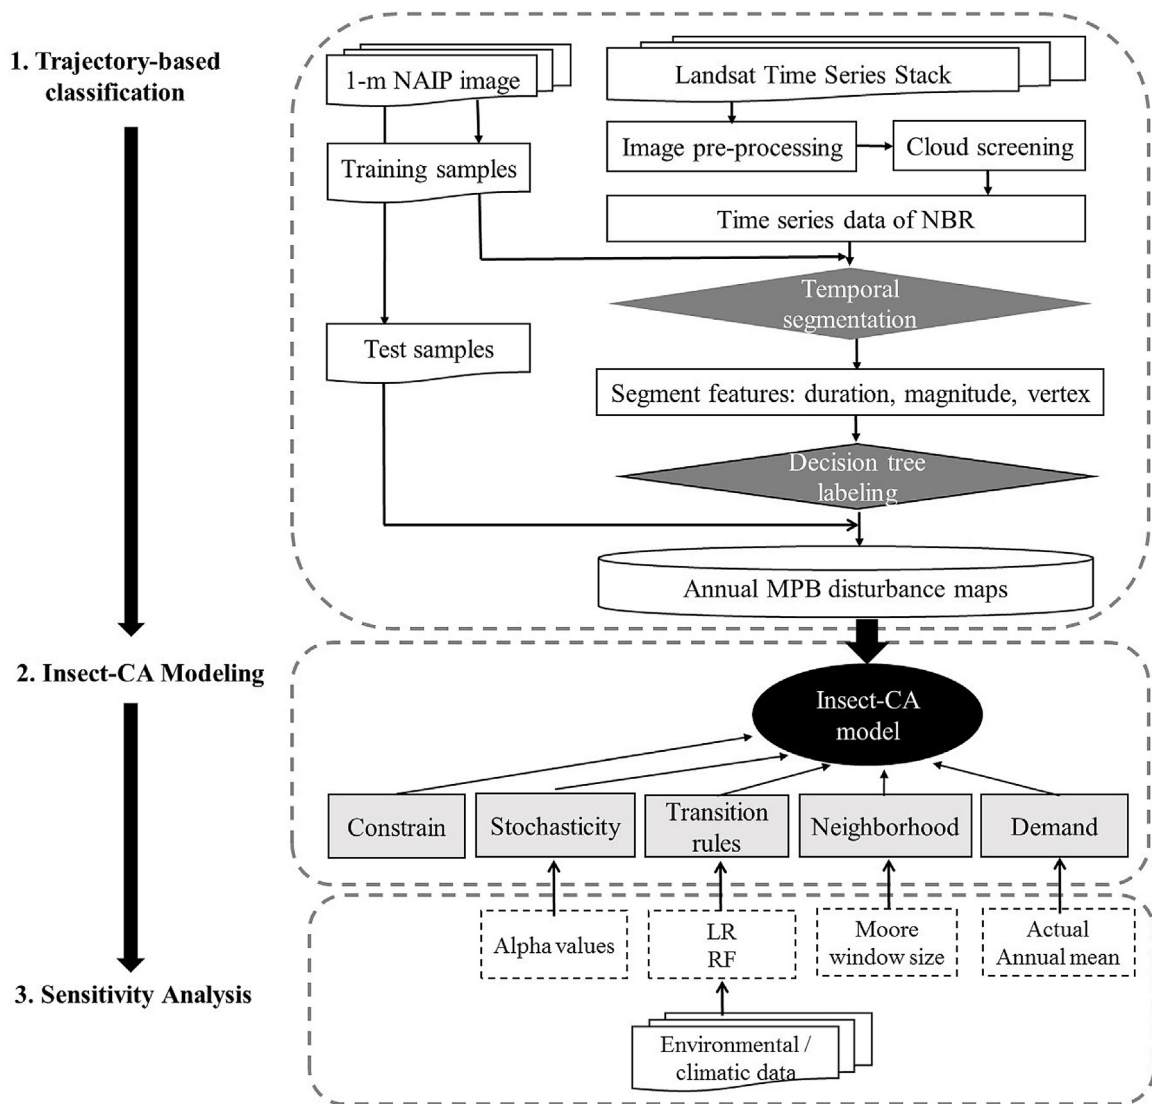 1. Trajectory-based
classification
1-m NAIP image
Landsat Time Series Stack
Image pre-processing
Cloud screening
Training samples
Time series data of NBR
Temporal
segmentation
Test samples
Segment features: duration, magnitude, vertex
Decision tree
labeling
Annual MPB disturbance maps
2. Insect-CA Modeling
Insect-CA
model
Constrain
Stochasticity
Transition
rules
Neighborhood
Demand
Alpha values
LR
RF
Moore
window size
Actual
Annual mean
3. Sensitivity Analysis
Environmental /
climatic data